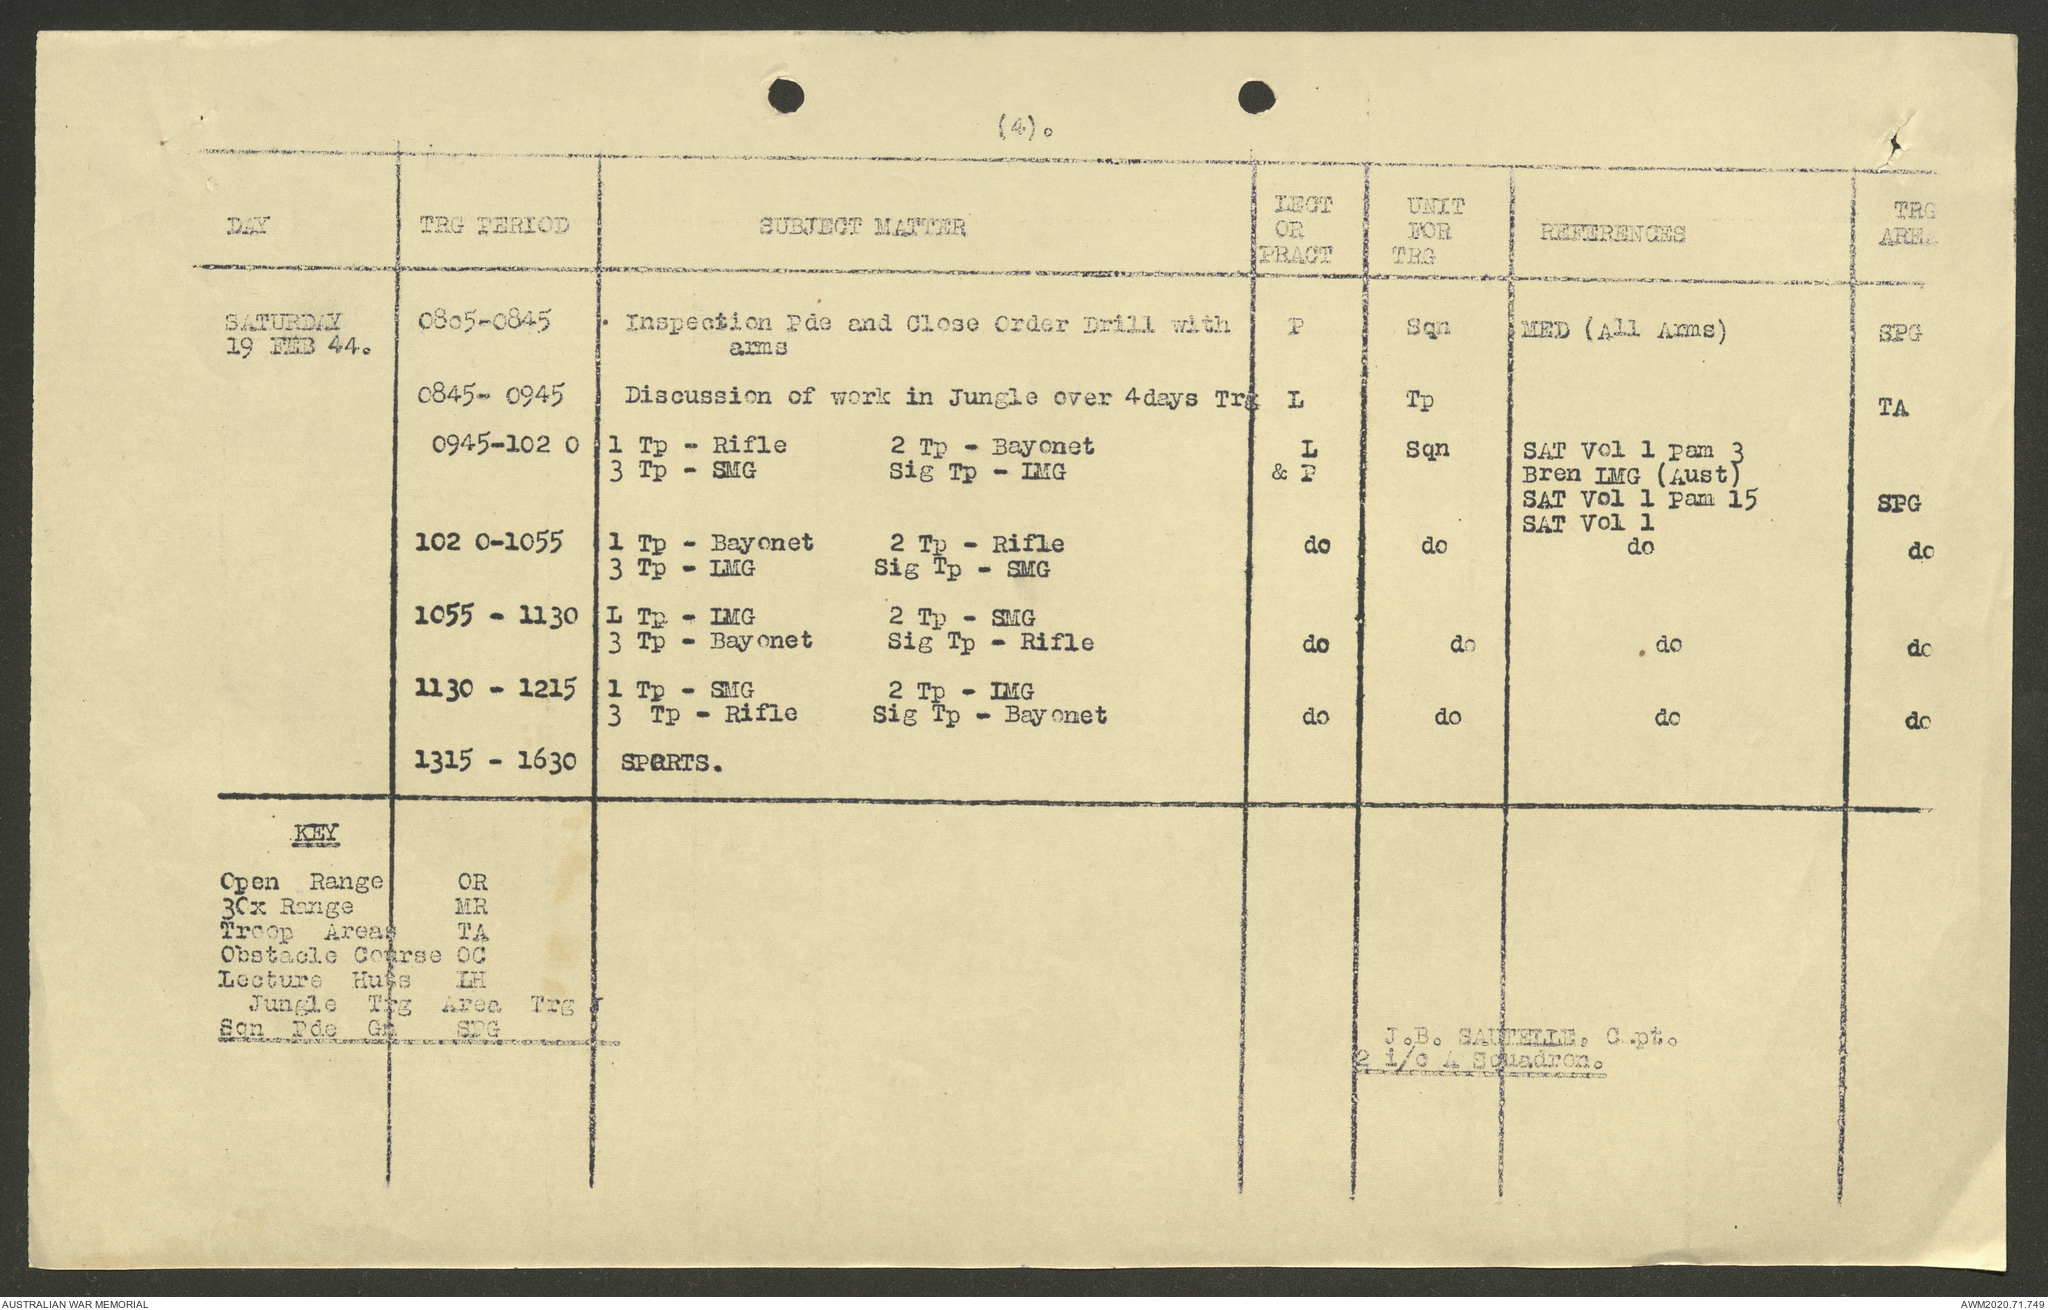 (4).
DAY TRG PERIOD SUBJECT MATTER LECT OR PRACT UNIT FOR TRG REFERENCES TRG AREA
SATURDAY 0805-0845 Inspection Pde and Close Order Drill with P Sqn MED (All Arms) SPG
19 FEB 44. arms
0845- 0945 Discussion of work in Jungle over 4days Trg L Tp TA
0945-102 0 1 Tp - Rifle 2 Tp - Bayonet L Sqn SAT Vol 1 pam 3
3 Tp - SMG Sig Tp - LMG & P Bren LMG (Aust)
SAT Vol 1 pam 15 SPG
SAT Vol 1
102 0-1055 1 Tp - Bayonet 2 Tp - Rifle do do do do
3 Tp - LMG Sig Tp - SMG
1055 - 1130 L Tp - LMG 2 Tp - SMG
3 Tp - Bayonet Sig Tp - Rifle do do do do
1130 - 1215 1 Tp - SMG 2 Tp - LMG
3 Tp - Rifle Sig Tp - Bayonet do do do do
1315 - 1630 SPORTS.
KEY
Open Range OR
30x Range MR
Troop Areas TA
Obstacle Course OC
Lecture Huts LH
Jungle Trg Area Trg J
Sqn Pde Gn SPG
J.B. SAUTELLE, C.pt.
2 i/c A Squadron.
AUSTRALIAN WAR MEMORIAL AWM2020.71.749